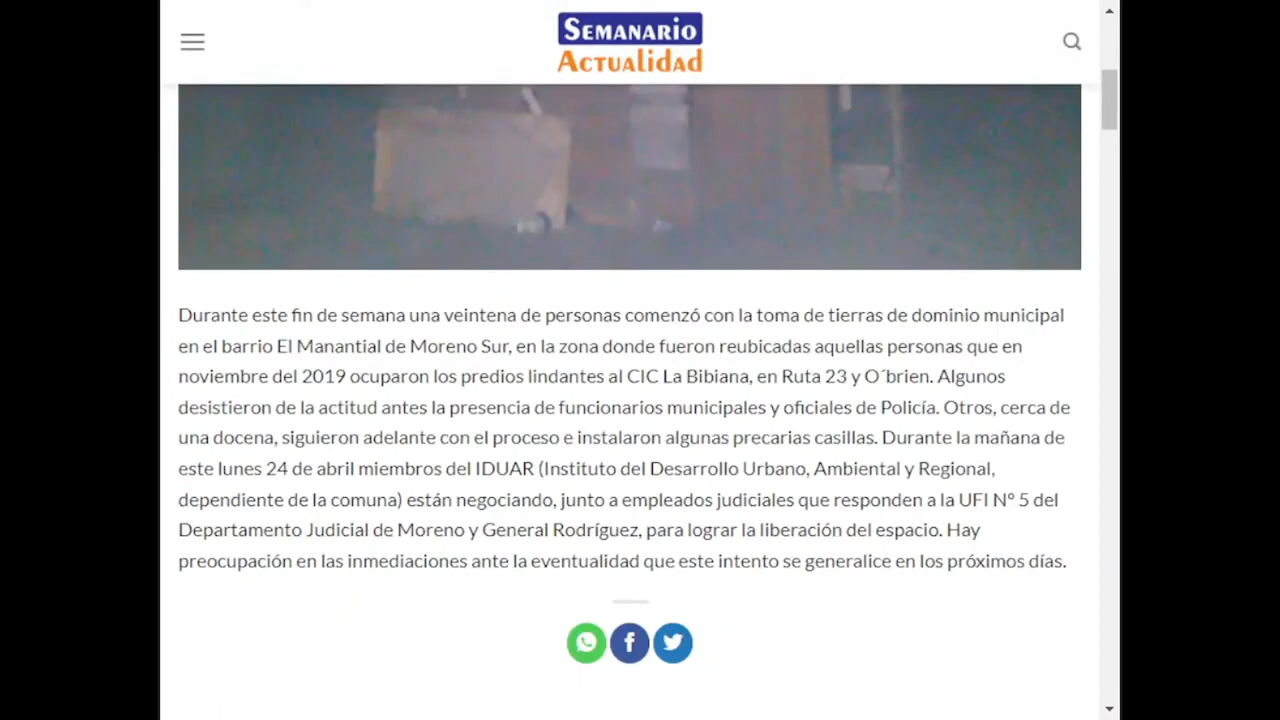 SEMANARIO
ACTUALIDAD
Durante este fin de semana una veintena de personas comenzó con la toma de tierras de dominio municipal
en el barrio El Manantial de Moreno Sur, en la zona donde fueron reubicadas aquellas personas que en
noviembre del 2019 ocuparon los predios lindantes al CIC La Bibiana, en Ruta 23 y O´brien. Algunos
desistieron de la actitud antes la presencia de funcionarios municipales y oficiales de Policía. Otros, cerca de
una docena, siguieron adelante con el proceso e instalaron algunas precarias casillas. Durante la mañana de
este lunes 24 de abril miembros del IDUAR (Instituto del Desarrollo Urbano, Ambiental y Regional,
dependiente de la comuna) están negociando, junto a empleados judiciales que responden a la UFI Nº 5 del
Departamento Judicial de Moreno y General Rodríguez, para lograr la liberación del espacio. Hay
preocupación en las inmediaciones ante la eventualidad que este intento se generalice en los próximos días.